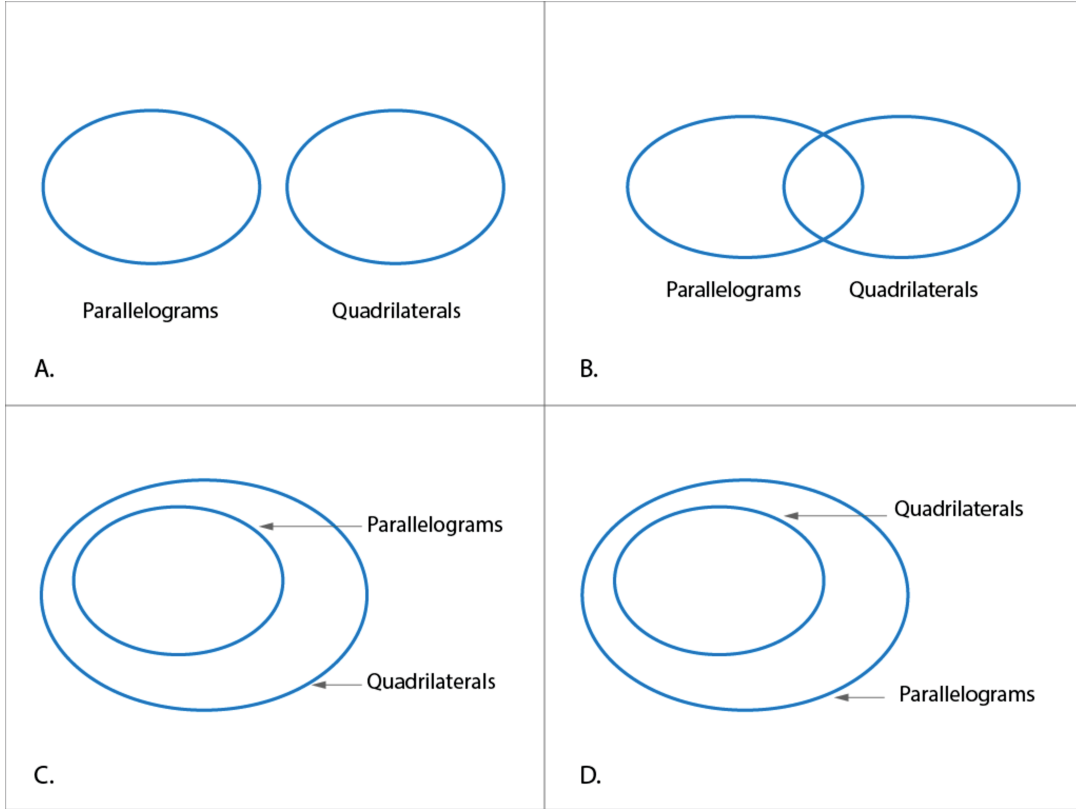 Parallelograms
Quadrilaterals
A.
Parallelograms
Quadrilaterals
B.
Parallelograms
Quadrilaterals
C.
Quadrilaterals
Parallelograms
D.